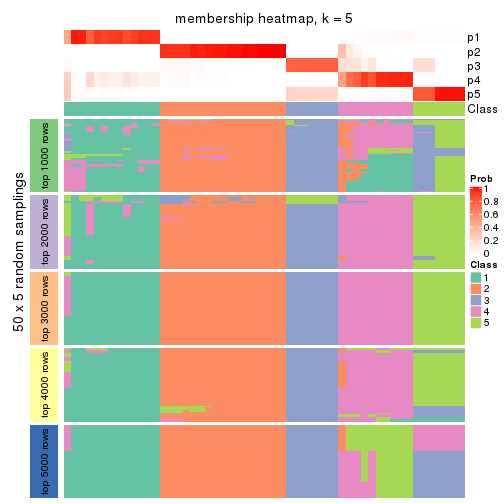 membership heatmap, k = 5
p1
p2
p3
p4
p5
Class
50 x 5 random samplings
top 1000 rows
top 2000 rows
top 3000 rows
top 4000 rows
top 5000 rows
Prob
1
0.8
0.6
0.4
0.2
0
Class
1
2
3
4
5